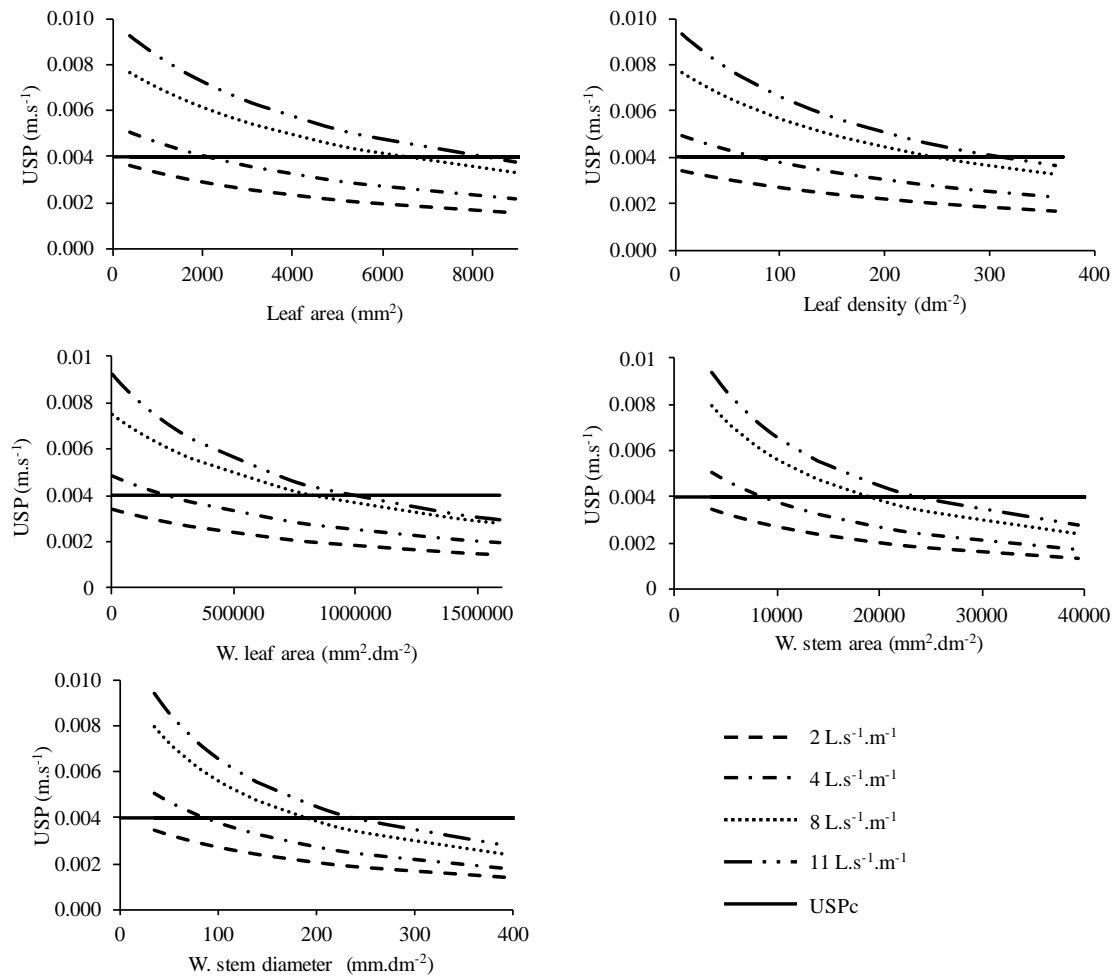 0.010
0.008
0.006
0.004
0.002
0.000
USP (m.s⁻¹)
0 2000 4000 6000 8000
Leaf area (mm²)
0.010
0.008
0.006
0.004
0.002
0.000
USP (m.s⁻¹)
0 100 200 300 400
Leaf density (dm⁻²)
0.01
0.008
0.006
0.004
0.002
0
USP (m.s⁻¹)
0 500000 1000000 1500000
W. leaf area (mm².dm⁻²)
0.01
0.008
0.006
0.004
0.002
0
USP (m.s⁻¹)
0 10000 20000 30000 40000
W. stem area (mm².dm⁻²)
0.010
0.008
0.006
0.004
0.002
0.000
USP (m.s⁻¹)
0 100 200 300 400
W. stem diameter (mm.dm⁻²)
2 L.s⁻¹.m⁻¹
4 L.s⁻¹.m⁻¹
8 L.s⁻¹.m⁻¹
11 L.s⁻¹.m⁻¹
USPc